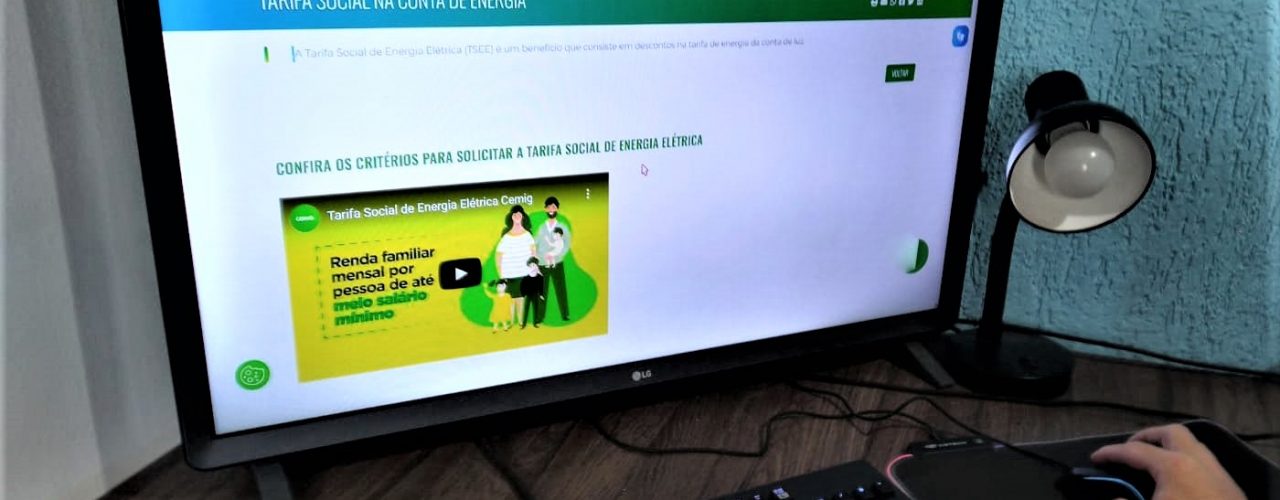 TARIFA SOCIAL NA CONTA DE ENERGIA
A Tarifa Social de Energia Elétrica (TSEE) é um benefício que consiste em descontos na tarifa de energia da conta de luz.
VOLTAR
CONFIRA OS CRITÉRIOS PARA SOLICITAR A TARIFA SOCIAL DE ENERGIA ELÉTRICA
CEMIG
Tarifa Social de Energia Elétrica Cemig
Renda familiar
mensal por
pessoa de até
meio salário
mínimo
LG